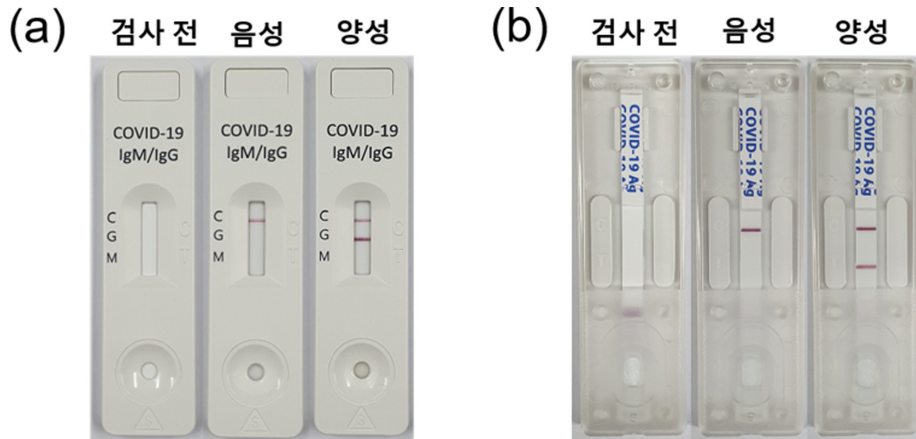 (a) 검사 전 음성 양성
COVID-19 COVID-19 COVID-19
IgM/IgG IgM/IgG IgM/IgG
C C C
G G G
M M M
C C
T T
S S S
(b) 검사 전 음성 양성
COVID-19 Ag COVID-19 Ag COVID-19 Ag